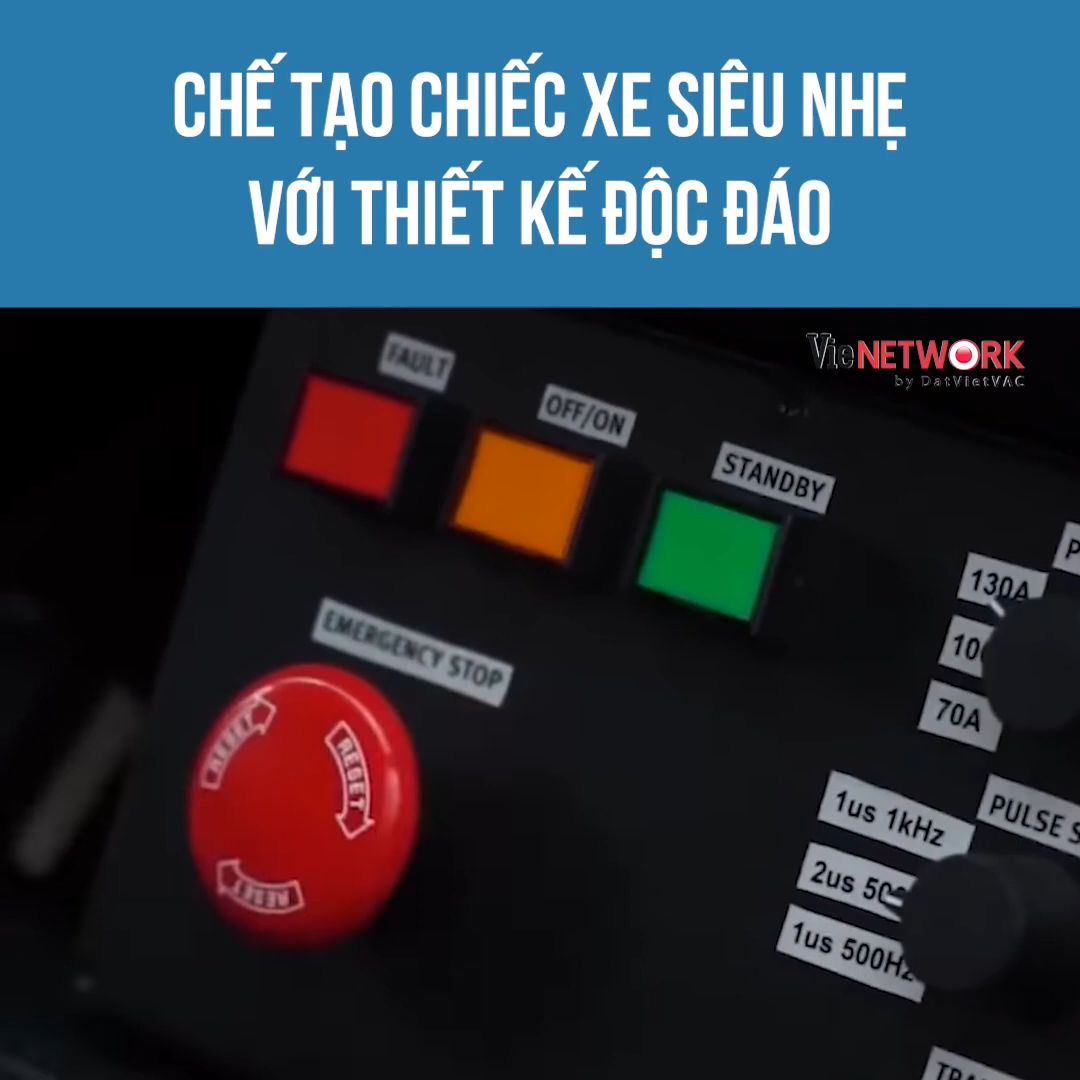 CHẾ TẠO CHIẾC XE SIÊU NHẸ
VỚI THIẾT KẾ ĐỘC ĐÁO
VieNETWORK
by DatVietVAC
FAULT
OFF/ON
STANDBY
130A
70A
EMERGENCY STOP
RESET
RESET
RESET
1us 1kHz
PULSE
2us
1us 500Hz